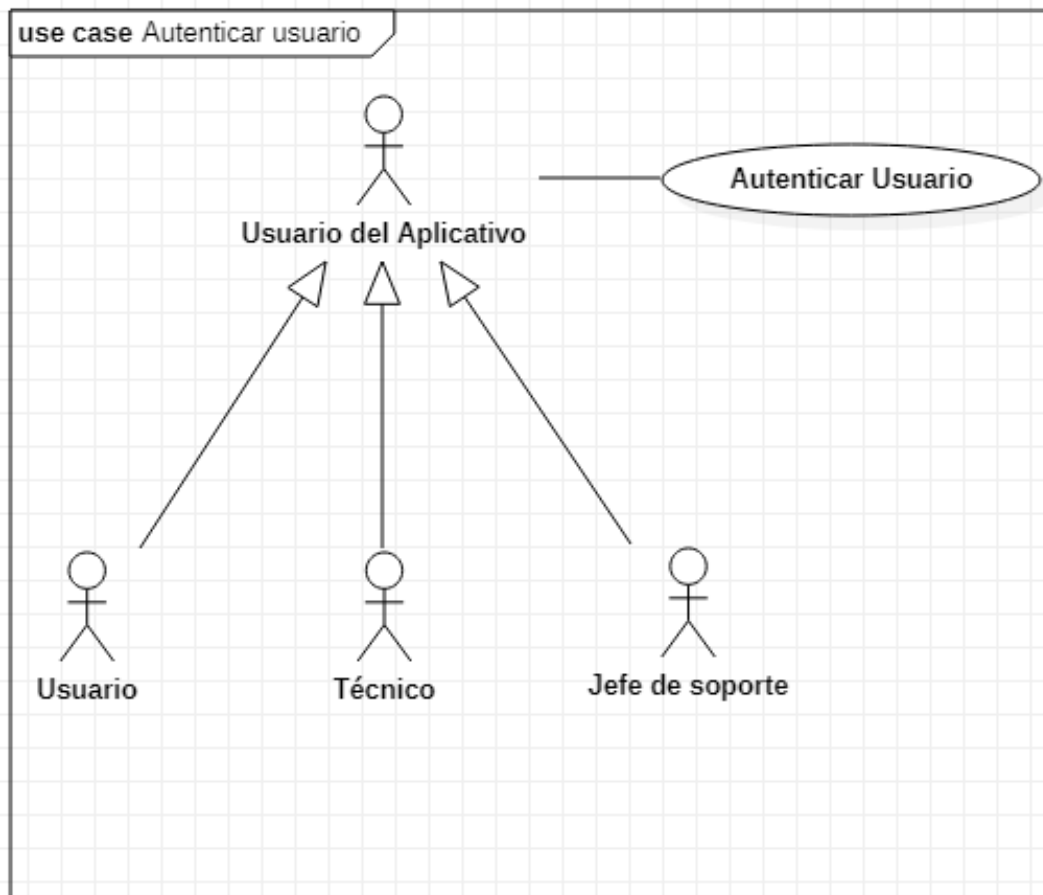 use case Autenticar usuario
Autenticar Usuario
Usuario del Aplicativo
Usuario
Técnico
Jefe de soporte